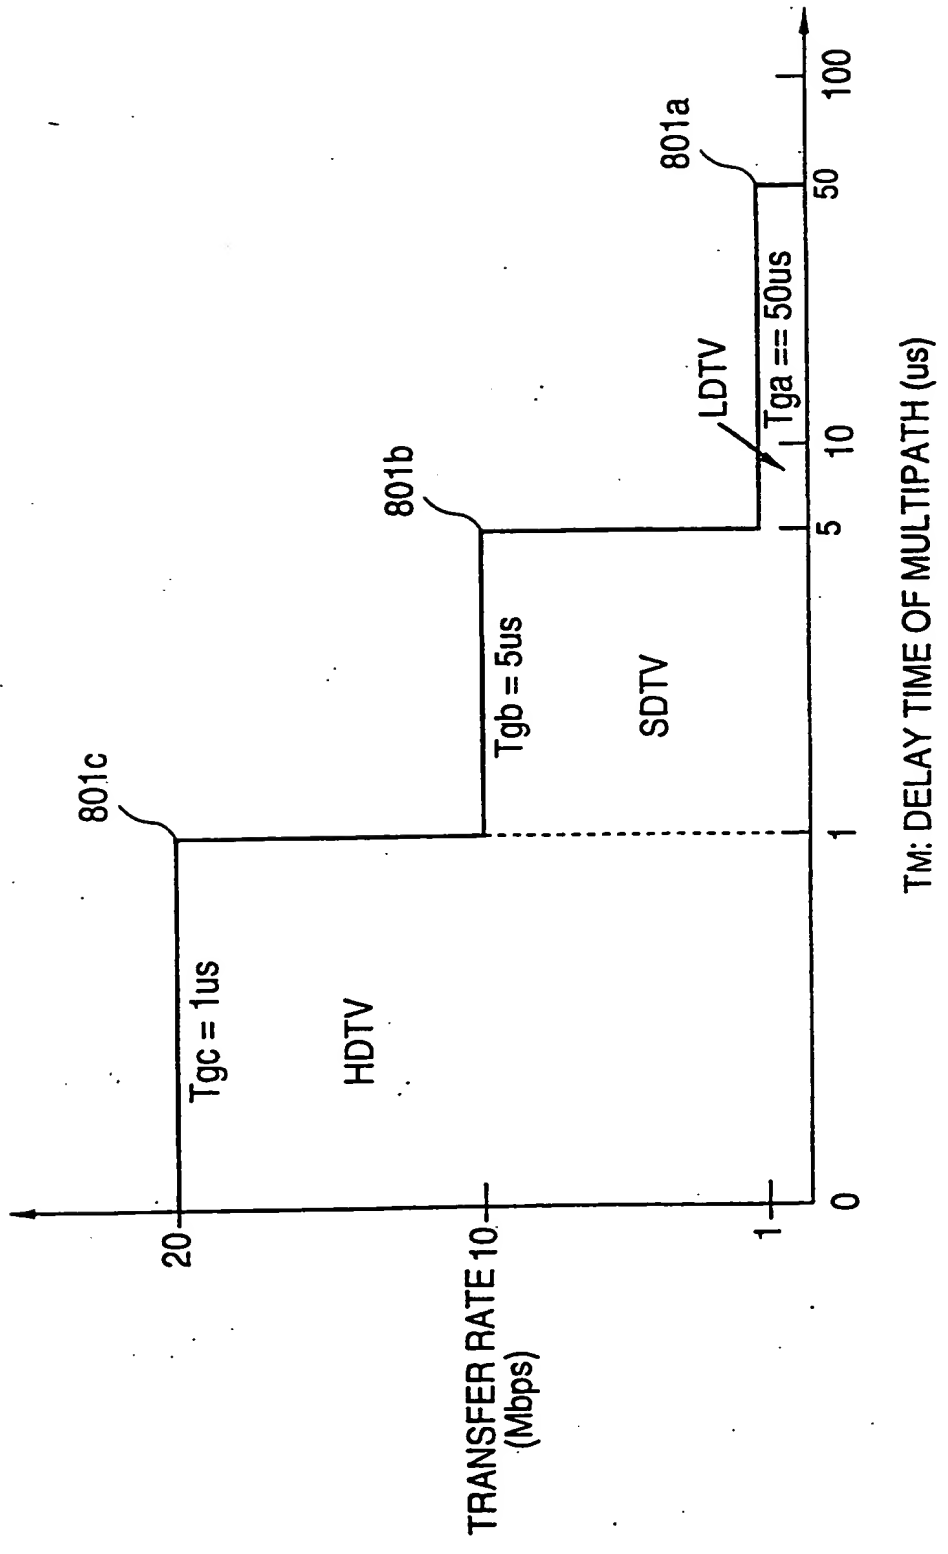 TRANSFER RATE
(Mbps)
20
10
1
0
801c
Tgc = 1us
HDTV
801b
Tgb = 5us
SDTV
801a
LDTV
Tga == 50us
1
5
10
50
100
TM: DELAY TIME OF MULTIPATH (us)